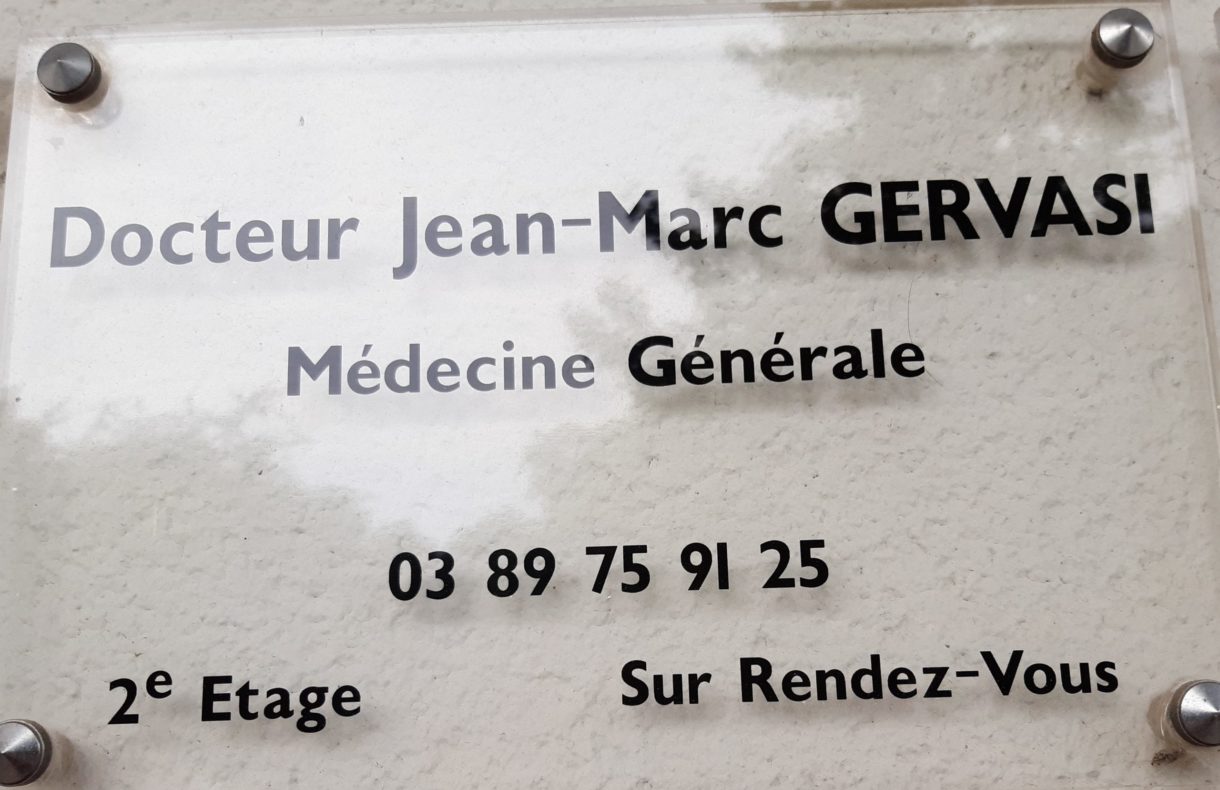 Docteur Jean-Marc GERVASI
Médecine Générale
03 89 75 91 25
2e Etage Sur Rendez-Vous